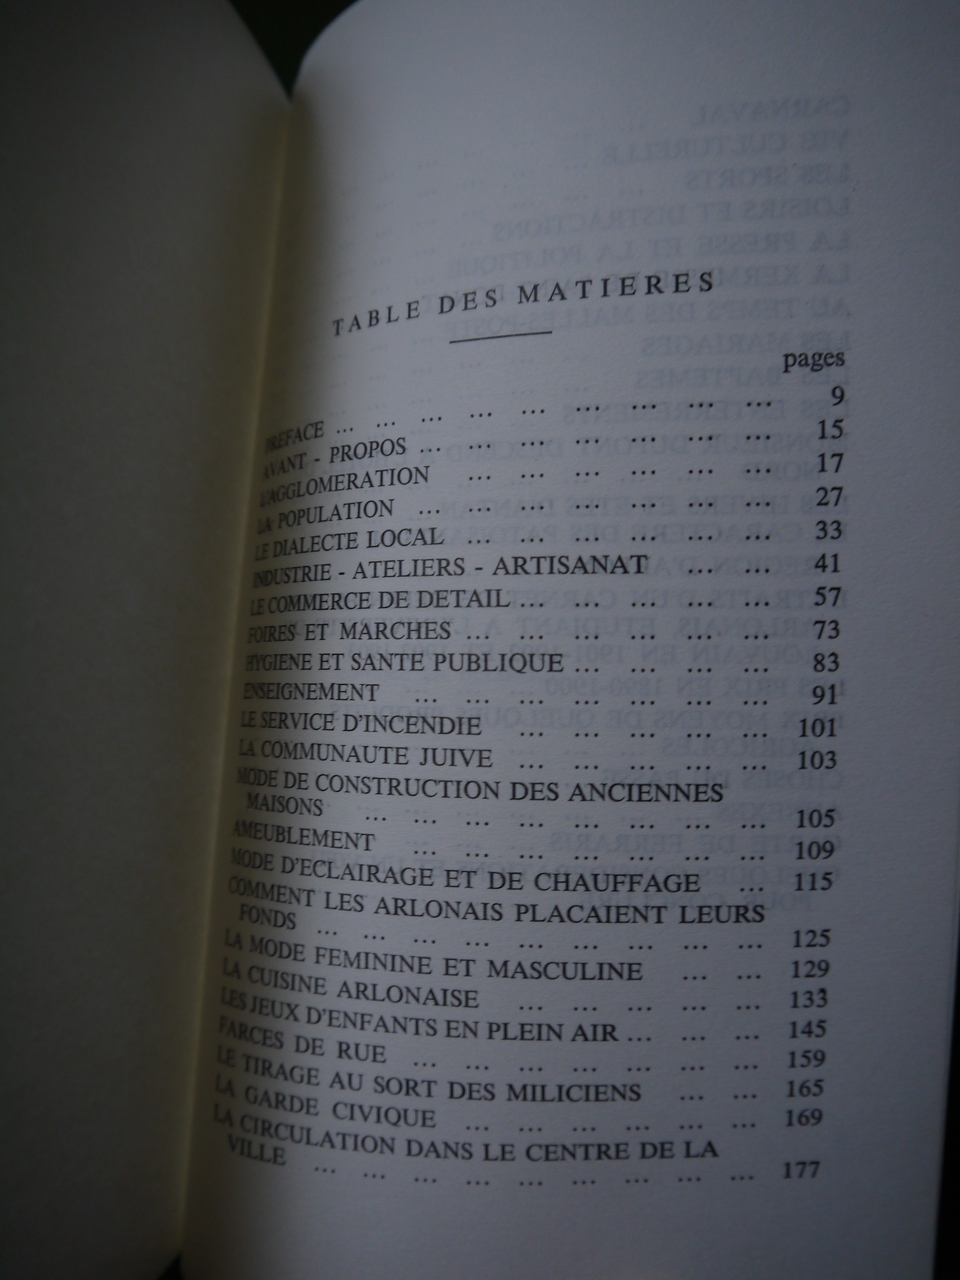 TABLE DES MATIERES
pages
PREFACE ... ... ... ... ... ... ... ... ... 9
AVANT - PROPOS ... ... ... ... ... ... ... 15
L'AGGLOMERATION ... ... ... ... ... ... 17
LA POPULATION ... ... ... ... ... ... ... 27
LE DIALECTE LOCAL ... ... ... ... ... ... 33
INDUSTRIE - ATELIERS - ARTISANAT ... ... 41
LE COMMERCE DE DETAIL ... ... ... ... ... 57
FOIRES ET MARCHES ... ... ... ... ... ... 73
HYGIENE ET SANTE PUBLIQUE ... ... ... ... 83
ENSEIGNEMENT ... ... ... ... ... ... ... 91
LE SERVICE D'INCENDIE ... ... ... ... ... 101
LA COMMUNAUTE JUIVE ... ... ... ... ... 103
MODE DE CONSTRUCTION DES ANCIENNES
MAISONS ... ... ... ... ... ... ... ... 105
AMEUBLEMENT ... ... ... ... ... ... ... 109
MODE D'ECLAIRAGE ET DE CHAUFFAGE ... 115
COMMENT LES ARLONAIS PLACAIENT LEURS
FONDS ... ... ... ... ... ... ... ... ... 125
LA MODE FEMININE ET MASCULINE ... ... 129
LA CUISINE ARLONAISE ... ... ... ... ... 133
LES JEUX D'ENFANTS EN PLEIN AIR ... ... ... 145
FARCES DE RUE ... ... ... ... ... ... ... 159
LE TIRAGE AU SORT DES MILICIENS ... ... 165
LA GARDE CIVIQUE ... ... ... ... ... ... 169
LA CIRCULATION DANS LE CENTRE DE LA
VILLE ... ... ... ... ... ... ... ... ... 177